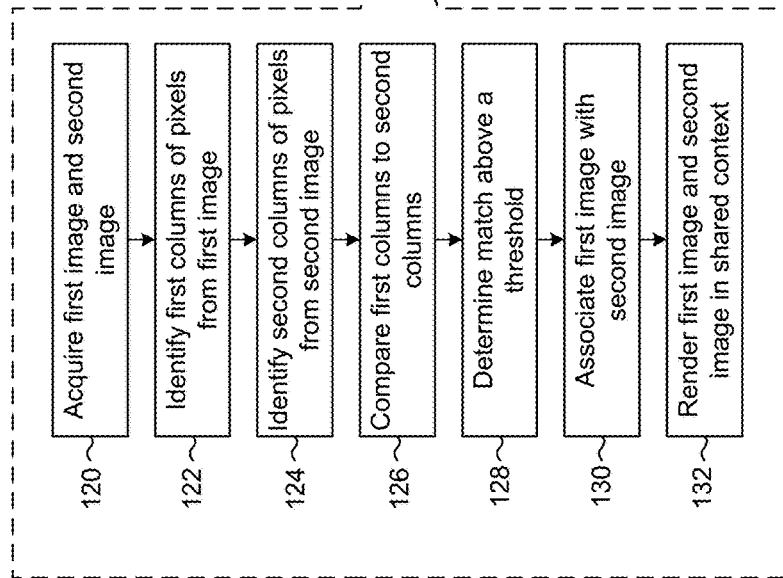 120
Acquire first image and second
image
122
Identify first columns of pixels
from first image
124
Identify second columns of pixels
from second image
126
Compare first columns to second
columns
128
Determine match above a
threshold
130
Associate first image with
second image
132
Render first image and second
image in shared context